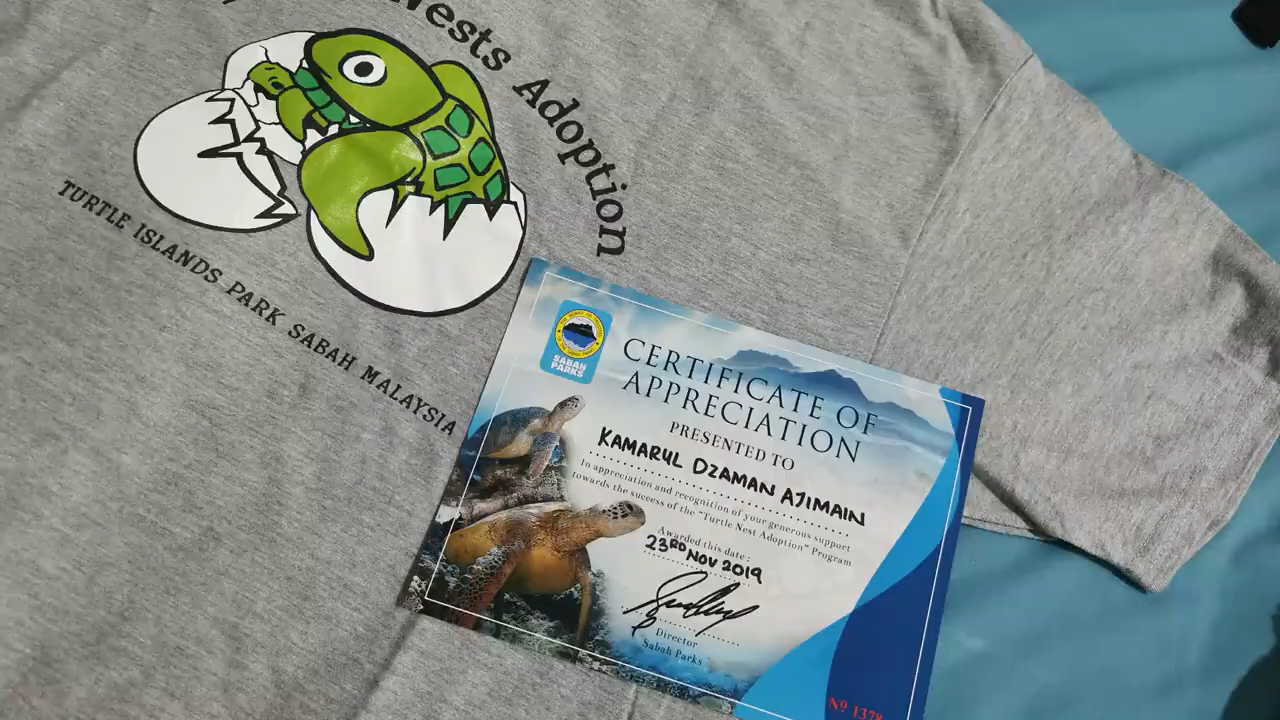 Nests Adoption
TURTLE ISLANDS PARK SABAH MALAYSIA
SABAH
PARKS
CERTIFICATE OF
APPRECIATION
PRESENTED TO
KAMARUL DZAMAN AJIMAIN
In appreciation and recognition of your generous support
towards the success of the "Turtle Nest Adoption" Program
Awarded this date:
23RD NOV 2019
Director
Sabah Parks
Nº 1378